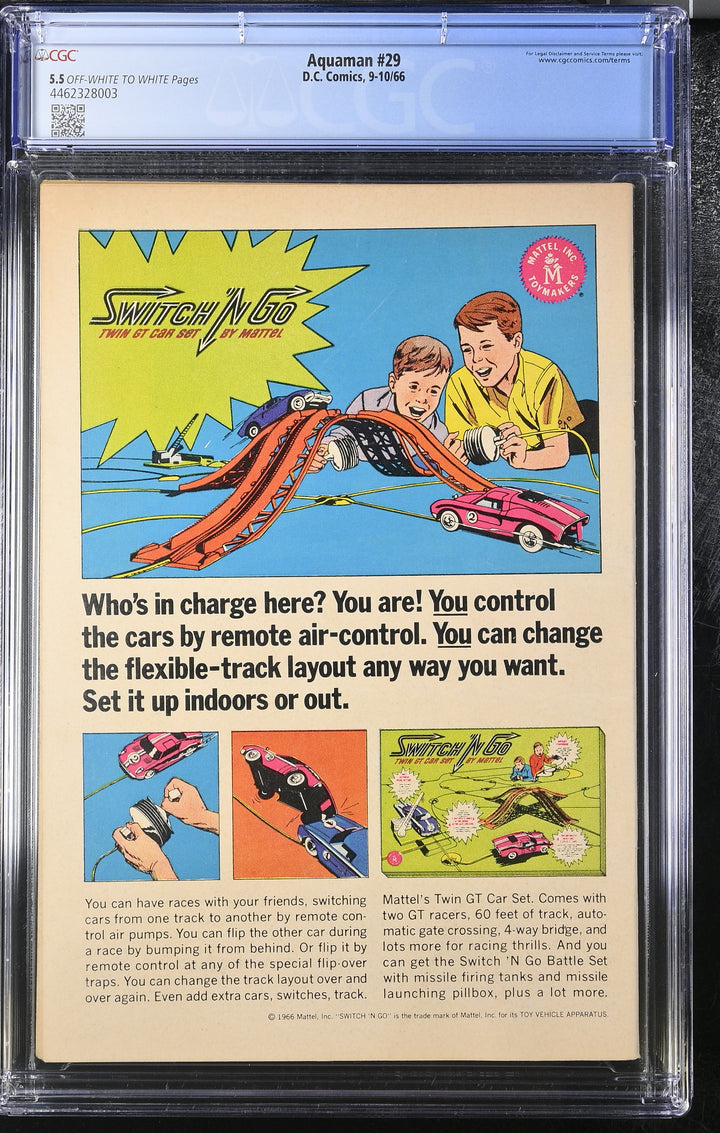 CGC
Aquaman #29
For Legal Disclaimer and Service Terms please visit:
www.cgccomics.com/terms
5.5 OFF-WHITE TO WHITE Pages
D.C. Comics, 9-10/66
4462328003
CGC
MATTEL, INC.
M
TOYMAKERS
®
SWITCH 'N GO
TWIN GT CAR SET BY MATTEL
2
Who's in charge here? You are! You control
the cars by remote air-control. You can change
the flexible-track layout any way you want.
Set it up indoors or out.
2
SWITCH 'N GO
TWIN GT CAR SET BY MATTEL
You can have races with your friends, switching
cars from one track to another by remote con-
trol air pumps. You can flip the other car during
a race by bumping it from behind. Or flip it by
remote control at any of the special flip-over
traps. You can change the track layout over and
over again. Even add extra cars, switches, track.
Mattel's Twin GT Car Set. Comes with
two GT racers, 60 feet of track, auto-
matic gate crossing, 4-way bridge, and
lots more for racing thrills. And you
can get the Switch 'N Go Battle Set
with missile firing tanks and missile
launching pillbox, plus a lot more.
© 1966 Mattel, Inc. "SWITCH 'N GO" is the trade mark of Mattel, Inc. for its TOY VEHICLE APPARATUS.